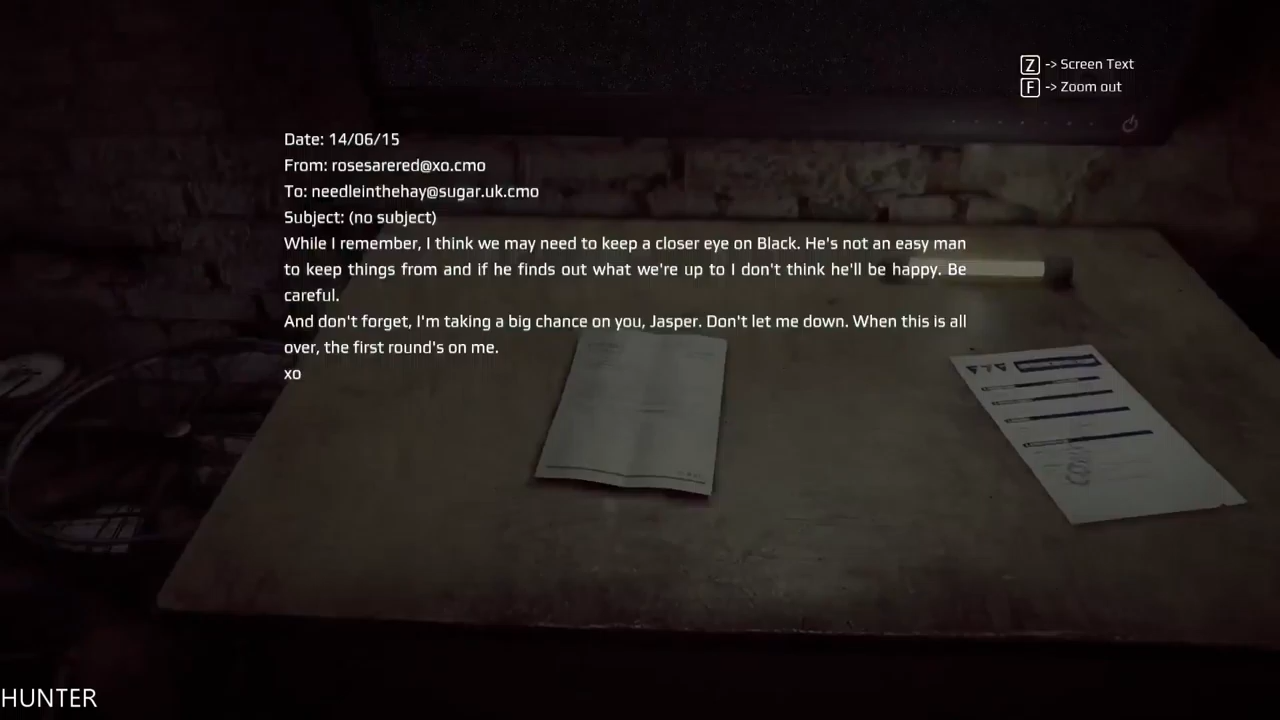 Z -> Screen Text
F -> Zoom out
Date: 14/06/15
From: rosesarered@xo.cmo
To: needleinthehay@sugar.uk.cmo
Subject: (no subject)
While I remember, I think we may need to keep a closer eye on Black. He's not an easy man
to keep things from and if he finds out what we're up to I don't think he'll be happy. Be
careful.
And don't forget, I'm taking a big chance on you, Jasper. Don't let me down. When this is all
over, the first round's on me.
xo
HUNTER